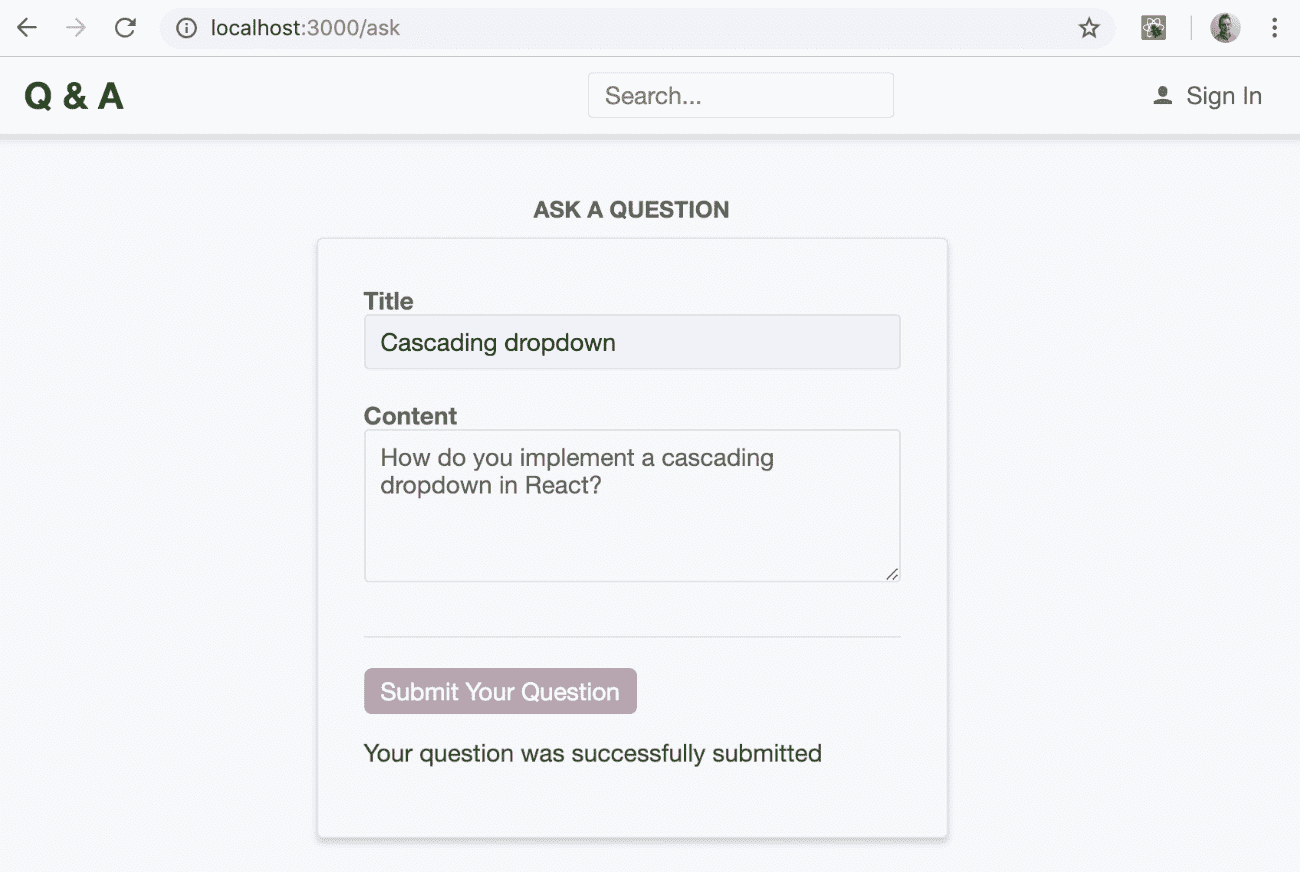 localhost:3000/ask
Q & A
Search...
Sign In
ASK A QUESTION
Title
Cascading dropdown
Content
How do you implement a cascading
dropdown in React?
Submit Your Question
Your question was successfully submitted